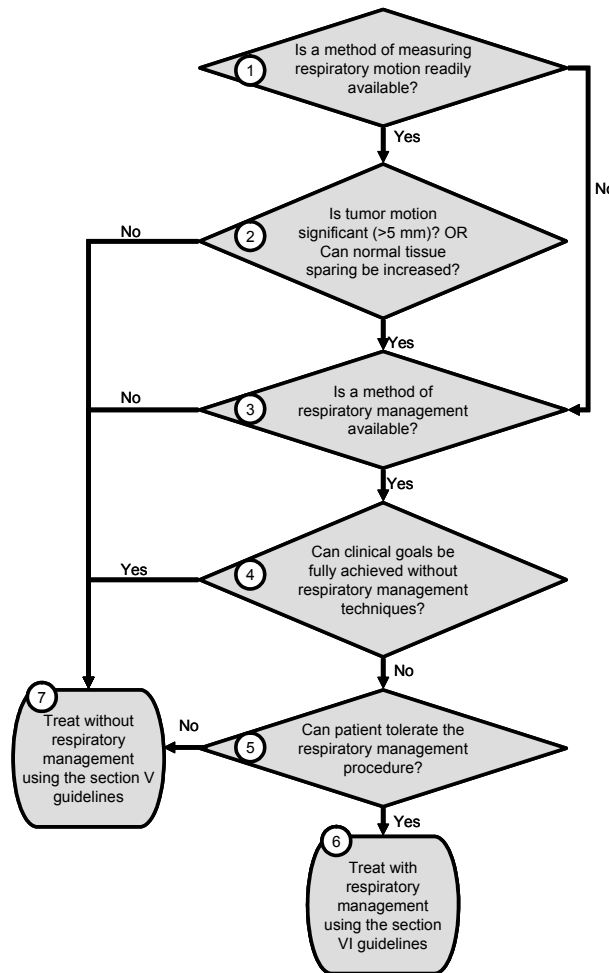 Is a method of measuring
respiratory motion readily
available?
1
Yes
No
Is tumor motion
significant (>5 mm)? OR
Can normal tissue
sparing be increased?
2
No
Yes
Is a method of
respiratory management
available?
3
No
Yes
Can clinical goals be
fully achieved without
respiratory management
techniques?
4
Yes
No
7
Treat without
respiratory
management
using the section V
guidelines
No
Can patient tolerate the
respiratory management
procedure?
5
Yes
6
Treat with
respiratory
management
using the section
VI guidelines